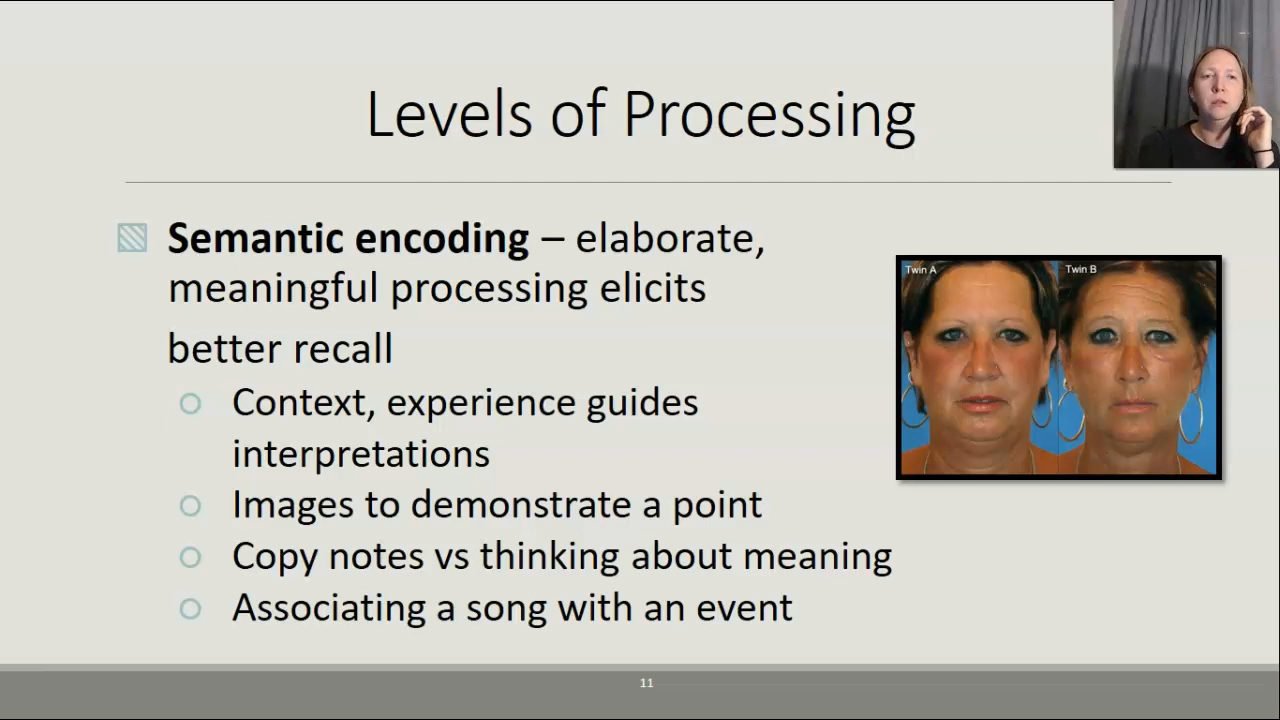 Levels of Processing
Semantic encoding – elaborate,
meaningful processing elicits
better recall
Context, experience guides
interpretations
Images to demonstrate a point
Copy notes vs thinking about meaning
Associating a song with an event
Twin A
Twin B
11